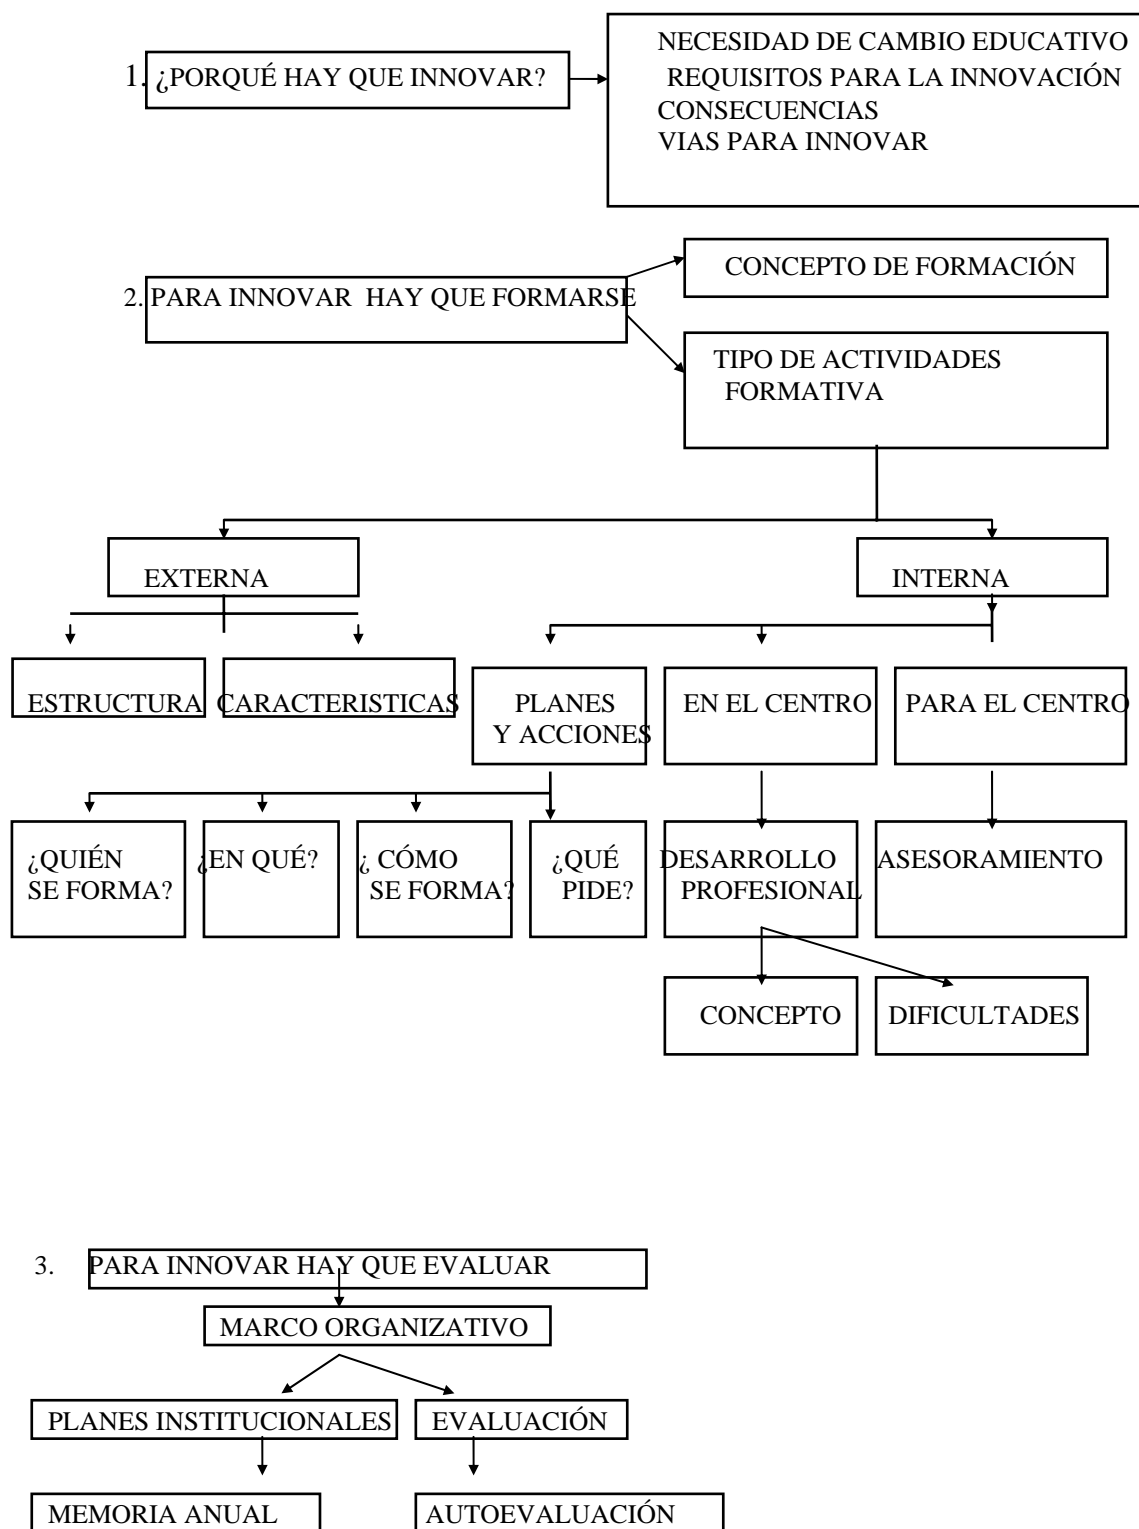 NECESIDAD DE CAMBIO EDUCATIVO
1. ¿PORQUÉ HAY QUE INNOVAR?
REQUISITOS PARA LA INNOVACIÓN
CONSECUENCIAS
VIAS PARA INNOVAR
CONCEPTO DE FORMACIÓN
2. PARA INNOVAR HAY QUE FORMARSE
TIPO DE ACTIVIDADES
FORMATIVA
EXTERNA
INTERNA
ESTRUCTURA
CARACTERISTICAS
PLANES
Y ACCIONES
EN EL CENTRO
PARA EL CENTRO
¿QUIÉN
SE FORMA?
¿EN QUÉ?
¿ CÓMO
SE FORMA?
¿QUÉ
PIDE?
DESARROLLO
PROFESIONAL
ASESORAMIENTO
CONCEPTO
DIFICULTADES
3. PARA INNOVAR HAY QUE EVALUAR
MARCO ORGANIZATIVO
PLANES INSTITUCIONALES
EVALUACIÓN
MEMORIA ANUAL
AUTOEVALUACIÓN